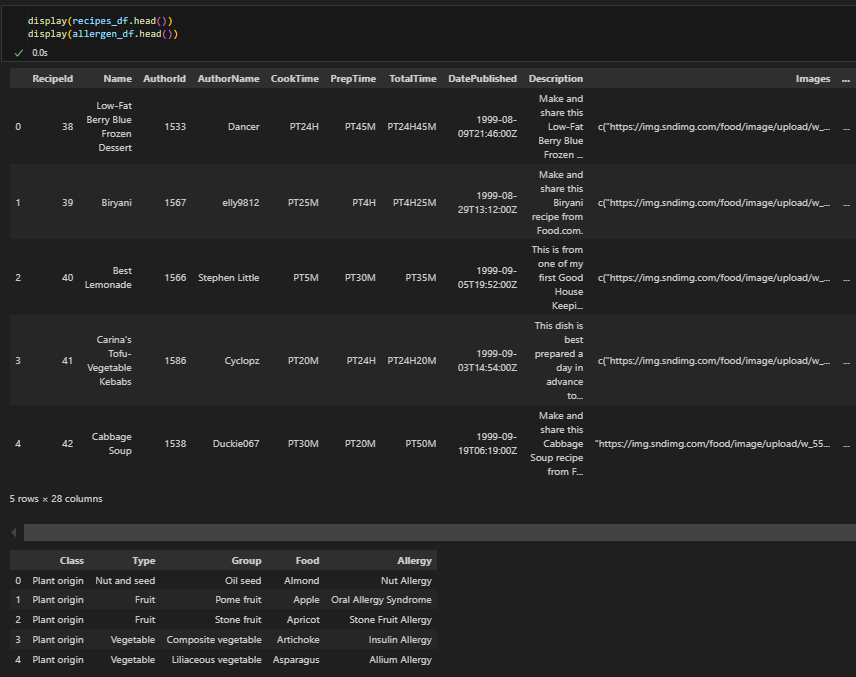 display(recipes_df.head())
display(allergen_df.head())
0.0s
RecipeId Name AuthorId AuthorName CookTime PrepTime TotalTime DatePublished Description Images ...
0 38 Low-Fat Berry Blue Frozen Dessert 1533 Dancer PT24H PT45M PT24H45M 1999-08-09T21:46:00Z Make and share this Low-Fat Berry Blue Frozen ... c("https://img.sndimg.com/food/image/upload/w_... ...
1 39 Biryani 1567 elly9812 PT25M PT4H PT4H25M 1999-08-29T13:12:00Z Make and share this Biryani recipe from Food.com. c("https://img.sndimg.com/food/image/upload/w_... ...
2 40 Best Lemonade 1566 Stephen Little PT5M PT30M PT35M 1999-09-05T19:52:00Z This is from one of my first Good House Keepi... c("https://img.sndimg.com/food/image/upload/w_... ...
3 41 Carina's Tofu-Vegetable Kebabs 1586 Cyclopz PT20M PT24H PT24H20M 1999-09-03T14:54:00Z This dish is best prepared a day in advance to... c("https://img.sndimg.com/food/image/upload/w_... ...
4 42 Cabbage Soup 1538 Duckie067 PT30M PT20M PT50M 1999-09-19T06:19:00Z Make and share this Cabbage Soup recipe from F... "https://img.sndimg.com/food/image/upload/w_55... ...
5 rows × 28 columns
Class Type Group Food Allergy
0 Plant origin Nut and seed Oil seed Almond Nut Allergy
1 Plant origin Fruit Pome fruit Apple Oral Allergy Syndrome
2 Plant origin Fruit Stone fruit Apricot Stone Fruit Allergy
3 Plant origin Vegetable Composite vegetable Artichoke Insulin Allergy
4 Plant origin Vegetable Liliaceous vegetable Asparagus Allium Allergy